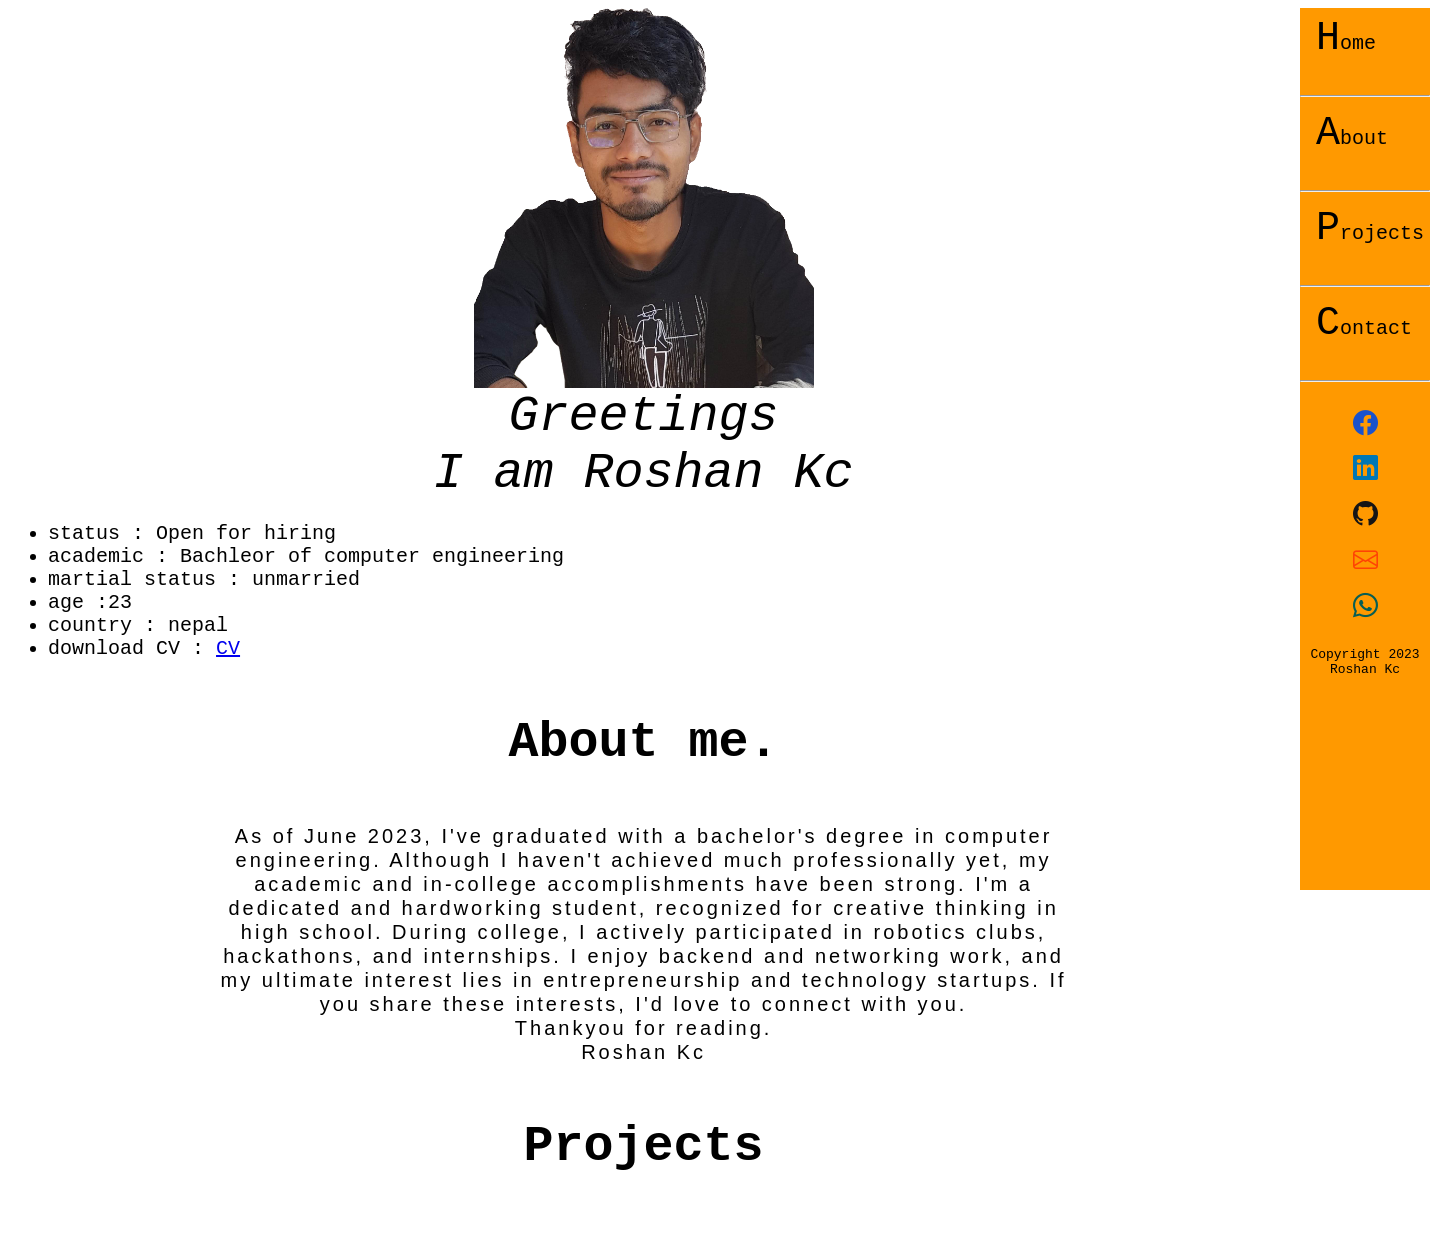 Home
About
Projects
Contact
Copyright 2023
Roshan Kc
Greetings
I am Roshan Kc
status : Open for hiring
academic : Bachleor of computer engineering
martial status : unmarried
age :23
country : nepal
download CV : CV
About me.
As of June 2023, I've graduated with a bachelor's degree in computer
engineering. Although I haven't achieved much professionally yet, my
academic and in-college accomplishments have been strong. I'm a
dedicated and hardworking student, recognized for creative thinking in
high school. During college, I actively participated in robotics clubs,
hackathons, and internships. I enjoy backend and networking work, and
my ultimate interest lies in entrepreneurship and technology startups. If
you share these interests, I'd love to connect with you.
Thankyou for reading.
Roshan Kc
Projects